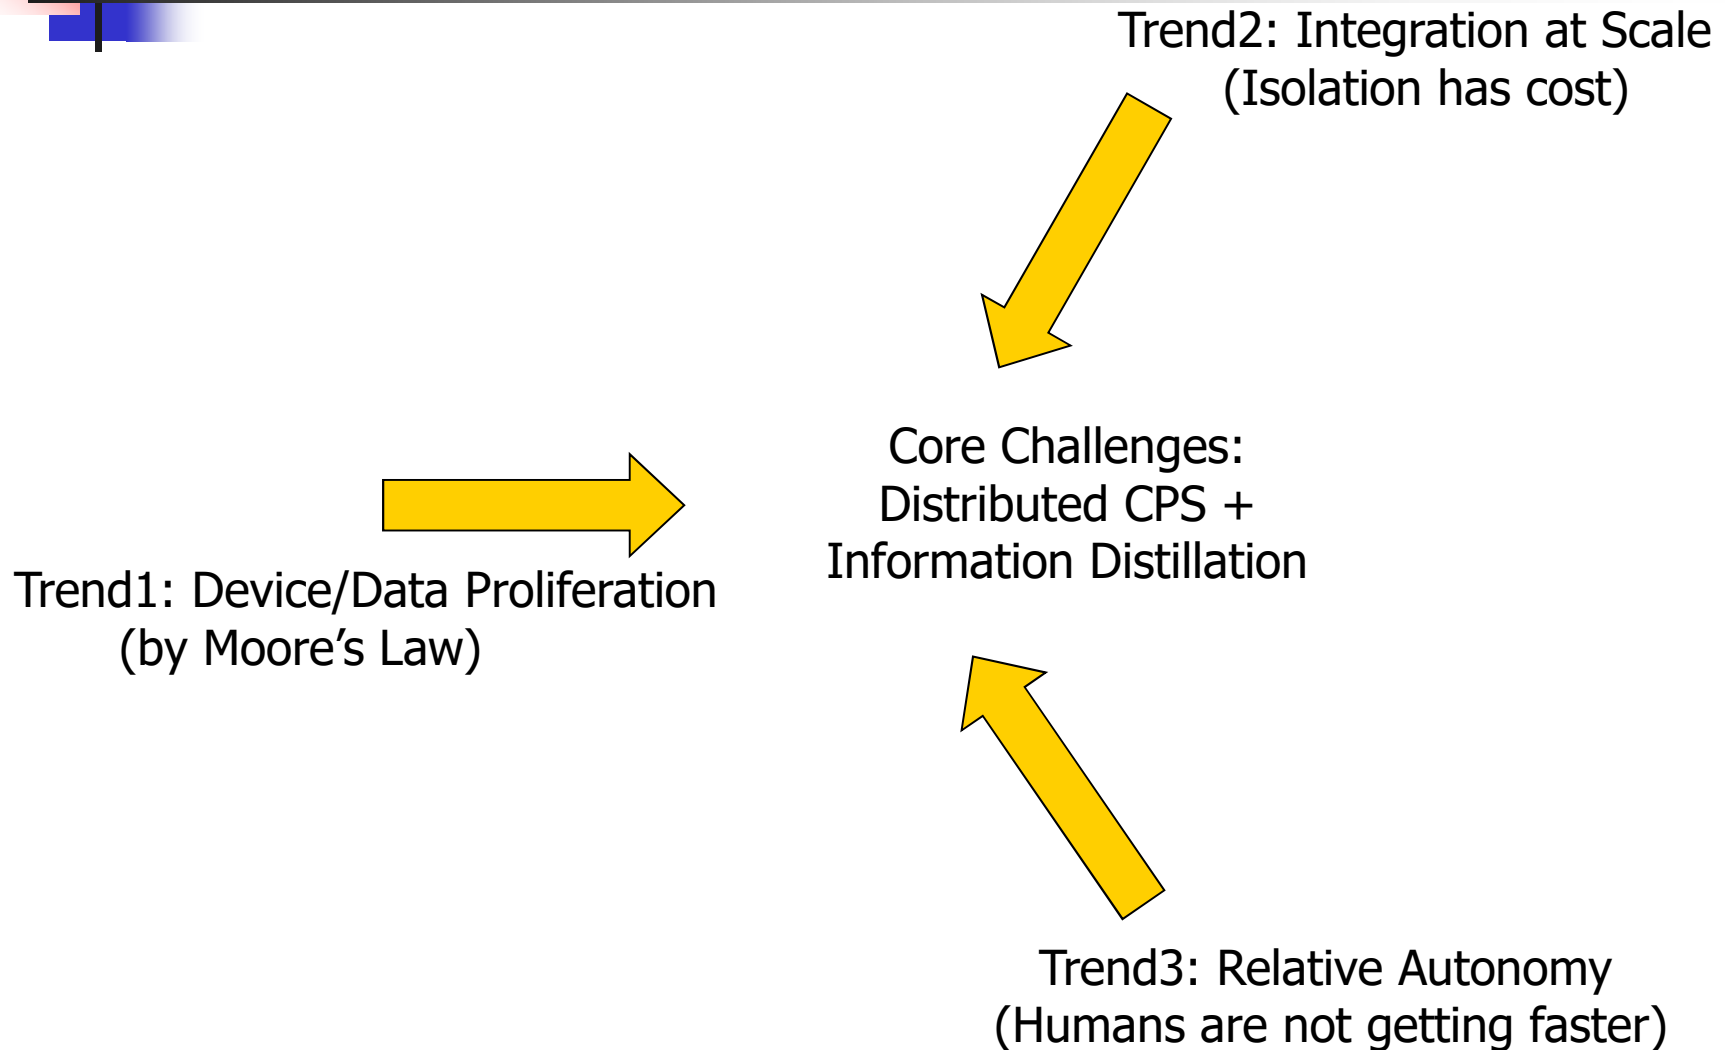 Trend2: Integration at Scale
(Isolation has cost)
Core Challenges:
Distributed CPS +
Information Distillation
Trend1: Device/Data Proliferation
(by Moore’s Law)
Trend3: Relative Autonomy
(Humans are not getting faster)